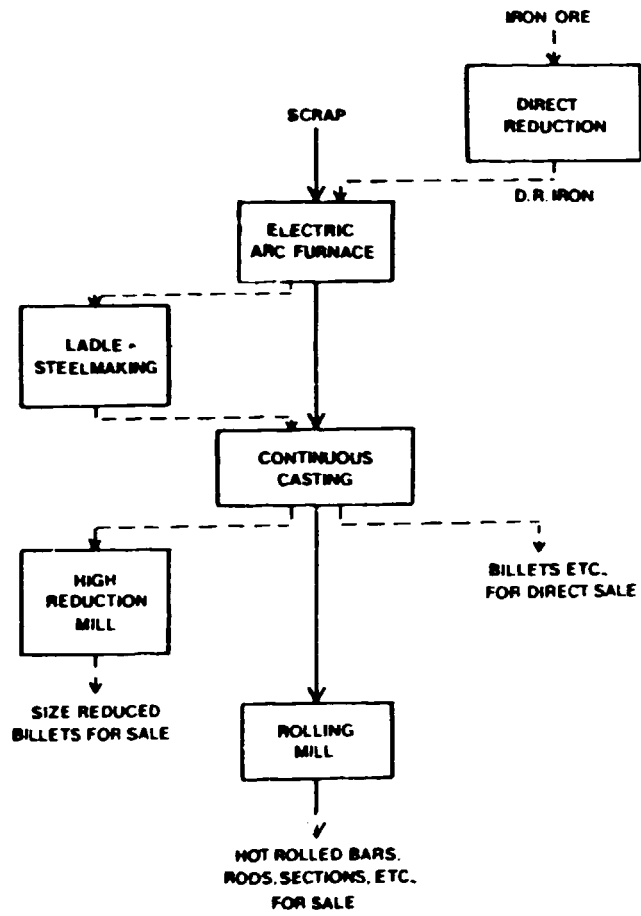 IRON ORE
DIRECT
REDUCTION
SCRAP
D.R. IRON
ELECTRIC
ARC FURNACE
LADLE -
STEELMAKING
CONTINUOUS
CASTING
HIGH
REDUCTION
MILL
BILLETS ETC.
FOR DIRECT SALE
SIZE REDUCED
BILLETS FOR SALE
ROLLING
MILL
HOT ROLLED BARS,
RODS, SECTIONS, ETC.
FOR SALE